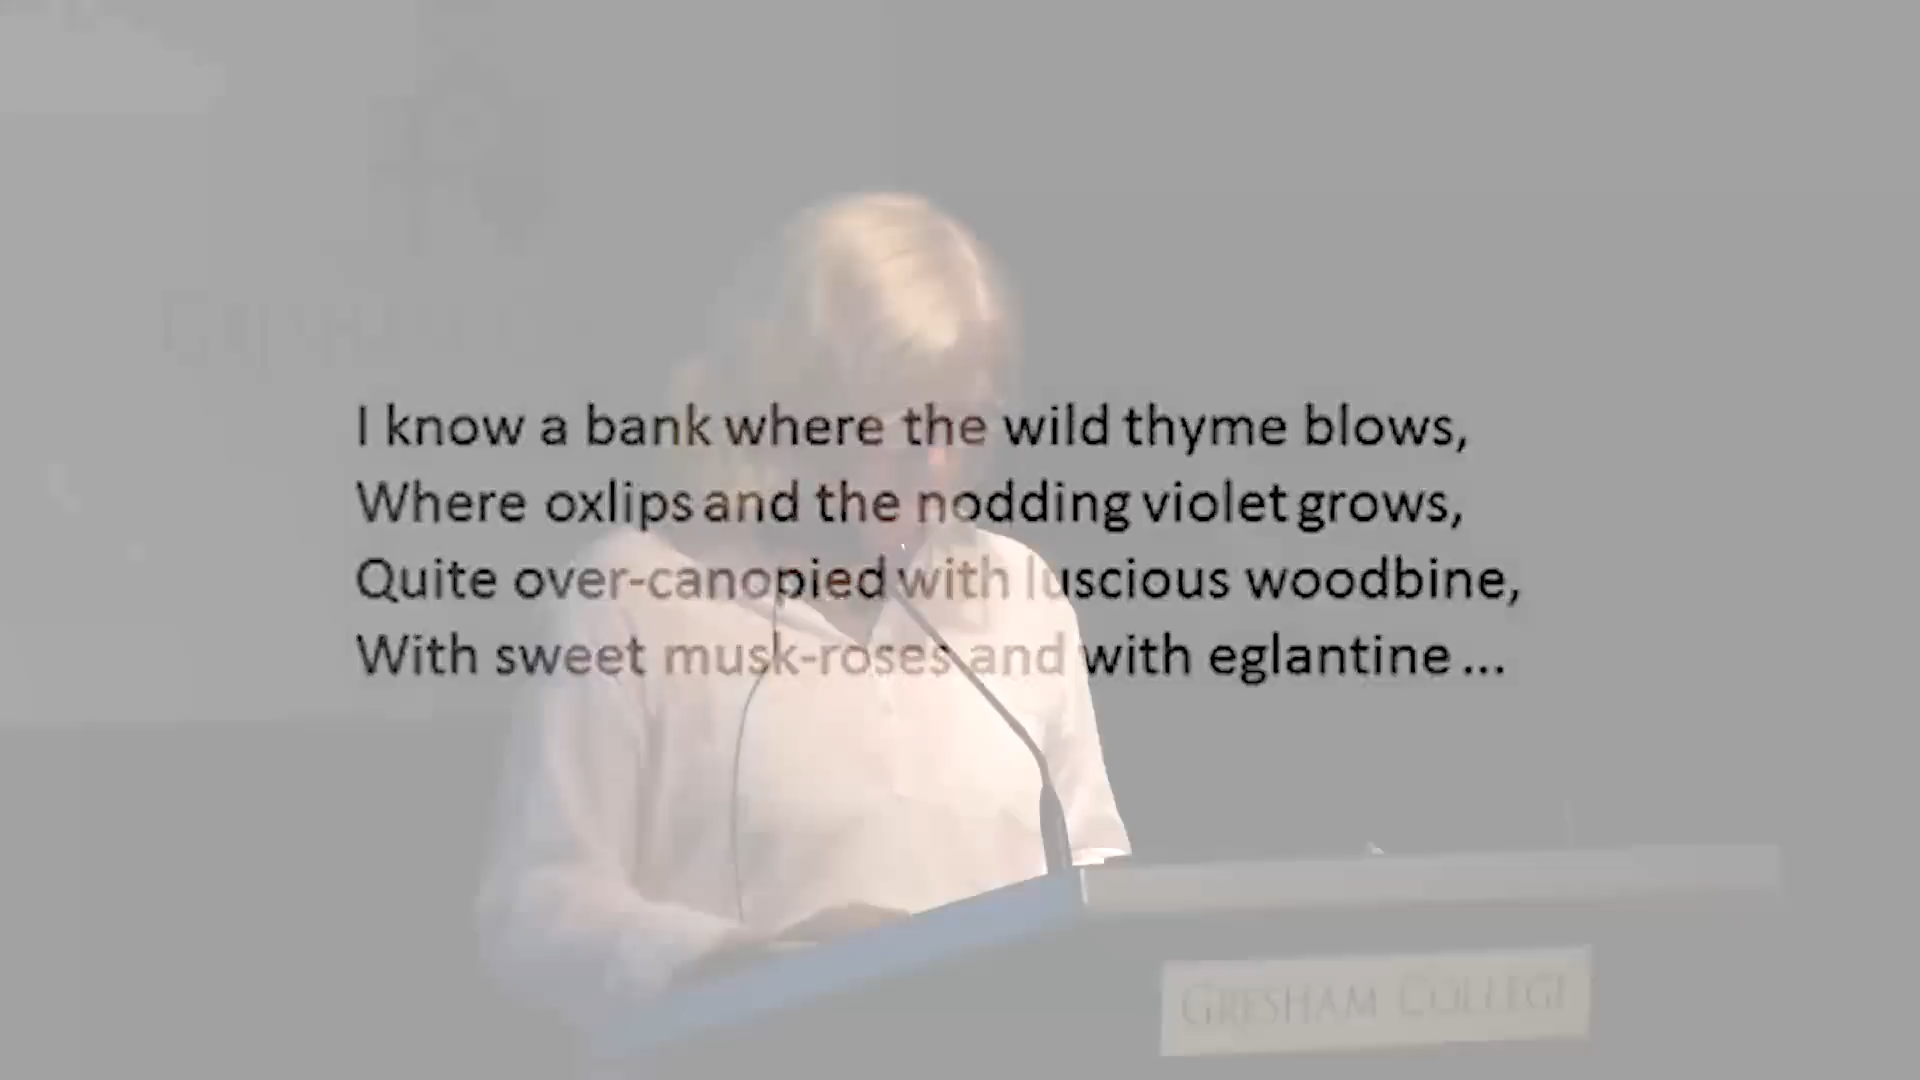 I know a bank where the wild thyme blows,
Where oxlips and the nodding violet grows,
Quite over-canopied with luscious woodbine,
With sweet musk-roses and with eglantine ...
GRESHAM COLLEGE